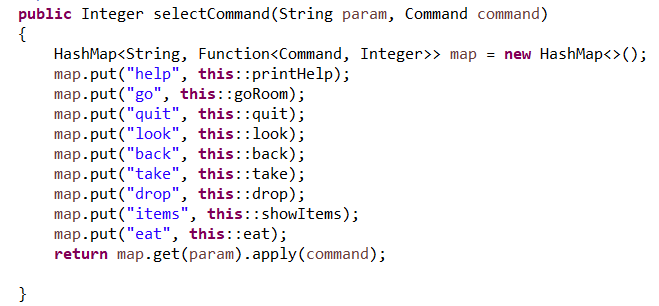 public Integer selectCommand(String param, Command command)
{
HashMap<String, Function<Command, Integer>> map = new HashMap<>();
map.put("help", this::printHelp);
map.put("go", this::goRoom);
map.put("quit", this::quit);
map.put("look", this::look);
map.put("back", this::back);
map.put("take", this::take);
map.put("drop", this::drop);
map.put("items", this::showItems);
map.put("eat", this::eat);
return map.get(param).apply(command);
}